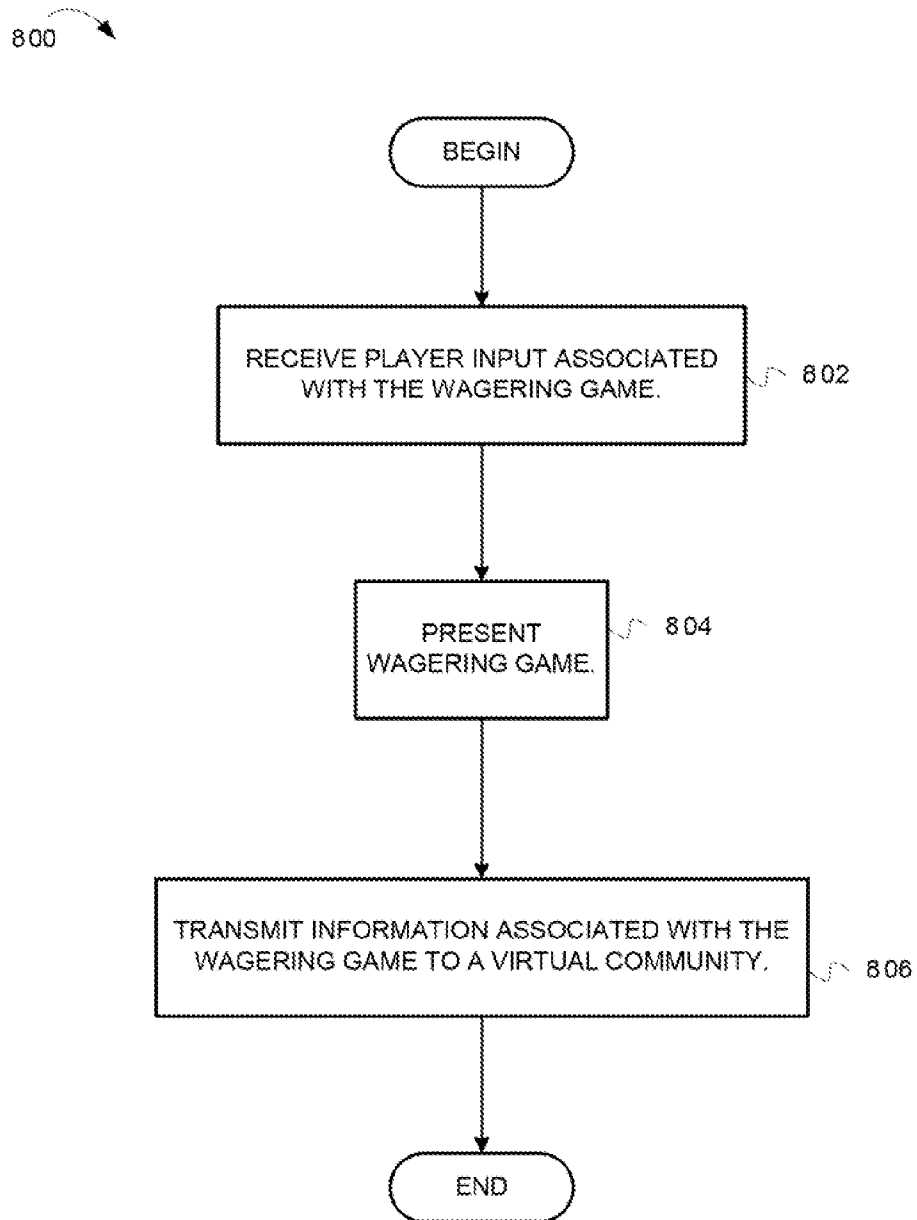 800
BEGIN
RECEIVE PLAYER INPUT ASSOCIATED
WITH THE WAGERING GAME.
802
PRESENT
WAGERING GAME.
804
TRANSMIT INFORMATION ASSOCIATED WITH THE
WAGERING GAME TO A VIRTUAL COMMUNITY.
806
END